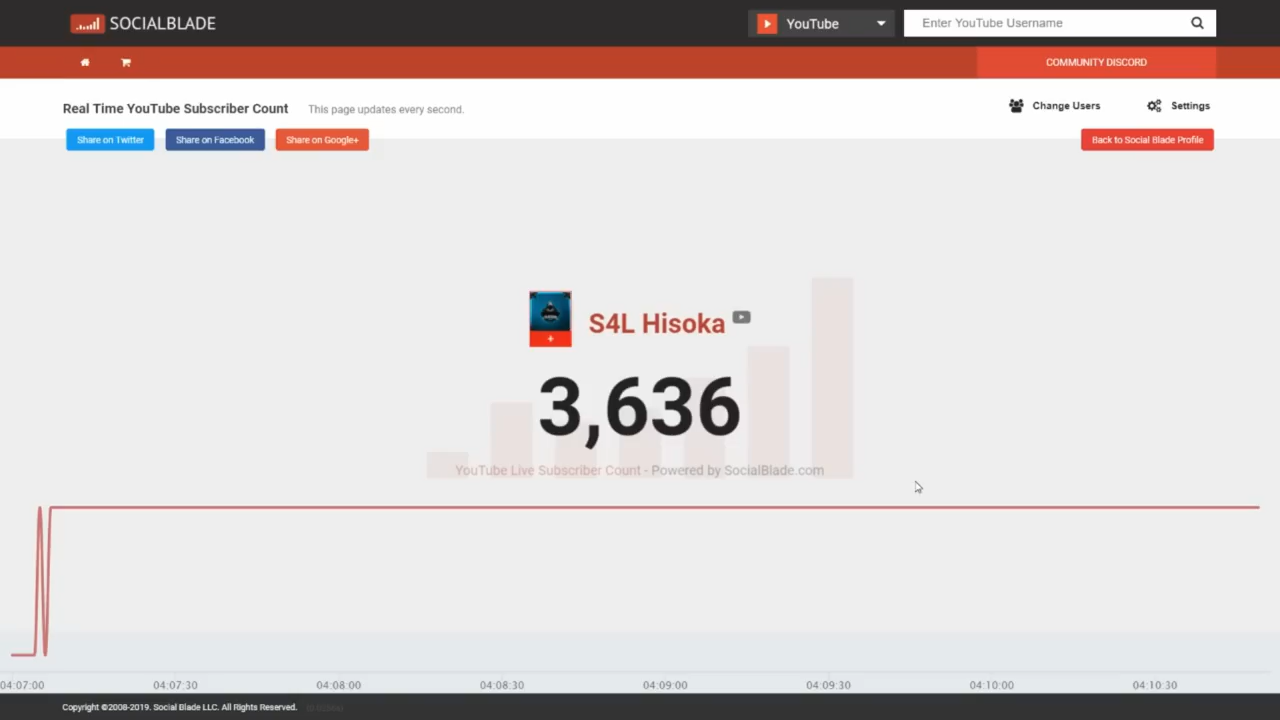 SOCIALBLADE
YouTube
Enter YouTube Username
COMMUNITY DISCORD
Real Time YouTube Subscriber Count
This page updates every second.
Change Users
Settings
Share on Twitter
Share on Facebook
Share on Google+
Back to Social Blade Profile
S4L Hisoka
+
3,636
YouTube Live Subscriber Count - Powered by SocialBlade.com
04:07:00
04:07:30
04:08:00
04:08:30
04:09:00
04:09:30
04:10:00
04:10:30
Copyright ©2008-2019. Social Blade LLC. All Rights Reserved.